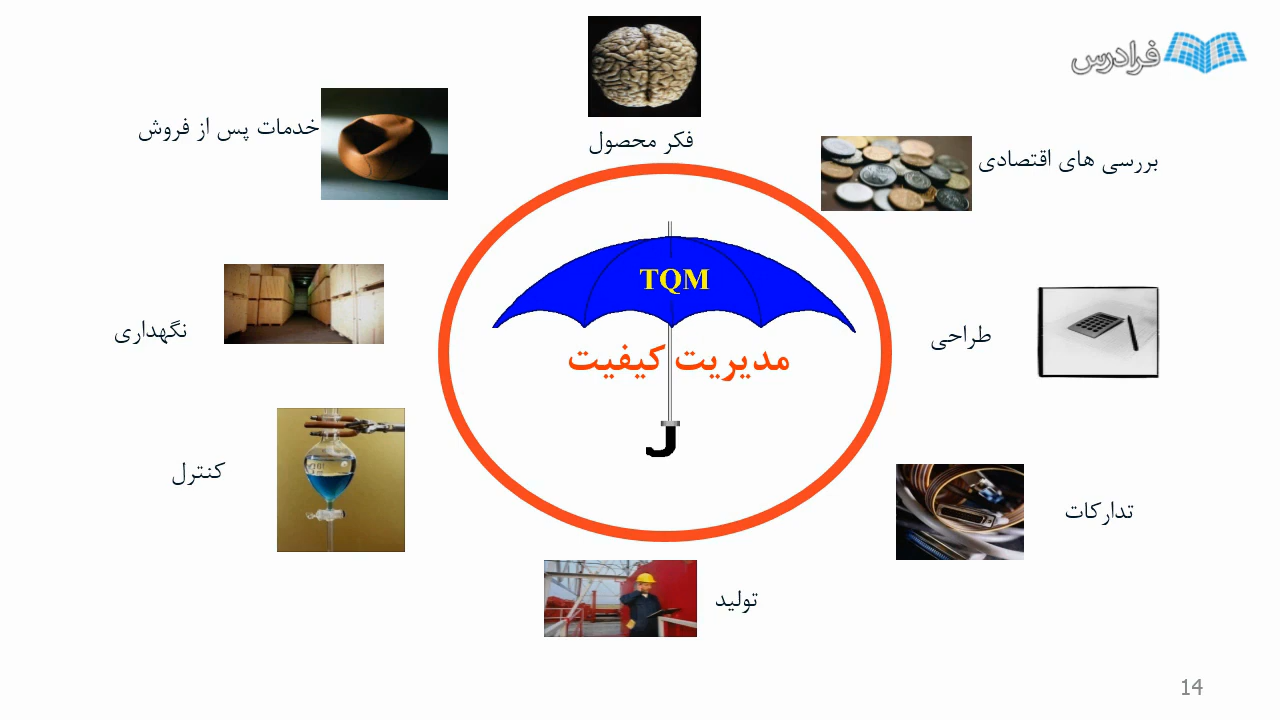 فرادرس
فکر محصول
بررسی های اقتصادی
طراحی
تدارکات
تولید
کنترل
نگهداری
خدمات پس از فروش
TQM
مدیریت کیفیت
14